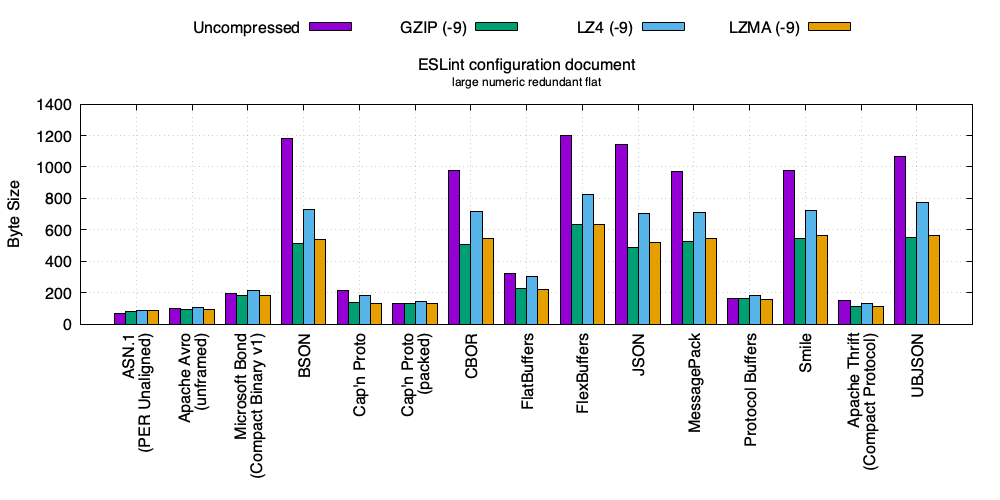 Uncompressed GZIP (-9) LZ4 (-9) LZMA (-9)
ESLint configuration document
large numeric redundant flat
Byte Size
1400
1200
1000
800
600
400
200
0
ASN.1
(PER Unaligned)
Apache Avro
(unframed)
Microsoft Bond
(Compact Binary v1)
BSON
Cap'n Proto
Cap'n Proto
(packed)
CBOR
FlatBuffers
FlexBuffers
JSON
MessagePack
Protocol Buffers
Smile
Apache Thrift
(Compact Protocol)
UBJSON